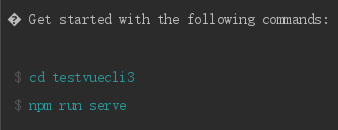 � Get started with the following commands:
$ cd testvuecli3
$ npm run serve